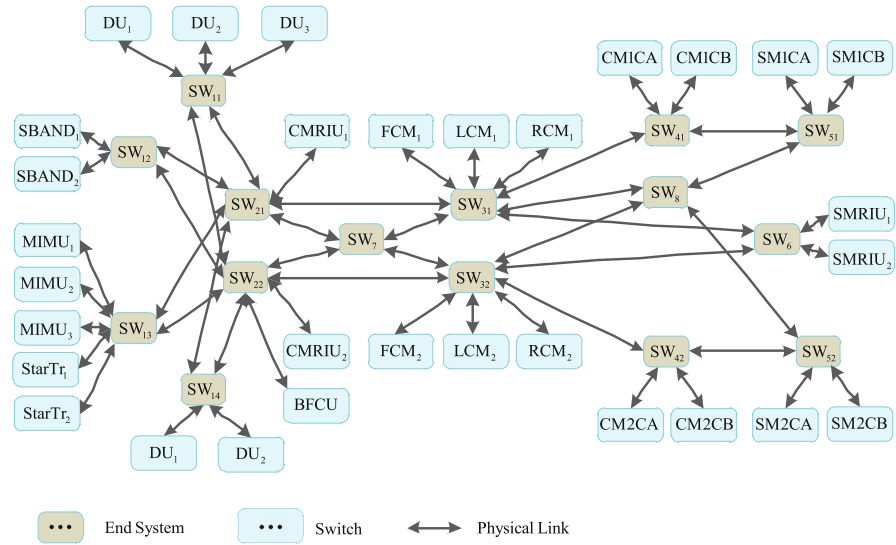 DU₁ DU₂ DU₃
CM1CA CM1CB SM1CA SM1CB
SW₁₁
SBAND₁ CMRIU₁ FCM₁ LCM₁ RCM₁ SW₄₁ SW₅₁
SW₁₂
SBAND₂
SW₂₁ SW₃₁ SW₈
SMRIU₁
MIMU₁ SW₇ SW₆
SMRIU₂
MIMU₂ SW₂₂ SW₃₂
MIMU₃ SW₁₃
CMRIU₂ FCM₂ LCM₂ RCM₂ SW₄₂ SW₅₂
StarTr₁
SW₁₄
StarTr₂ BFCU
CM2CA CM2CB SM2CA SM2CB
DU₁ DU₂
••• End System ••• Switch Physical Link